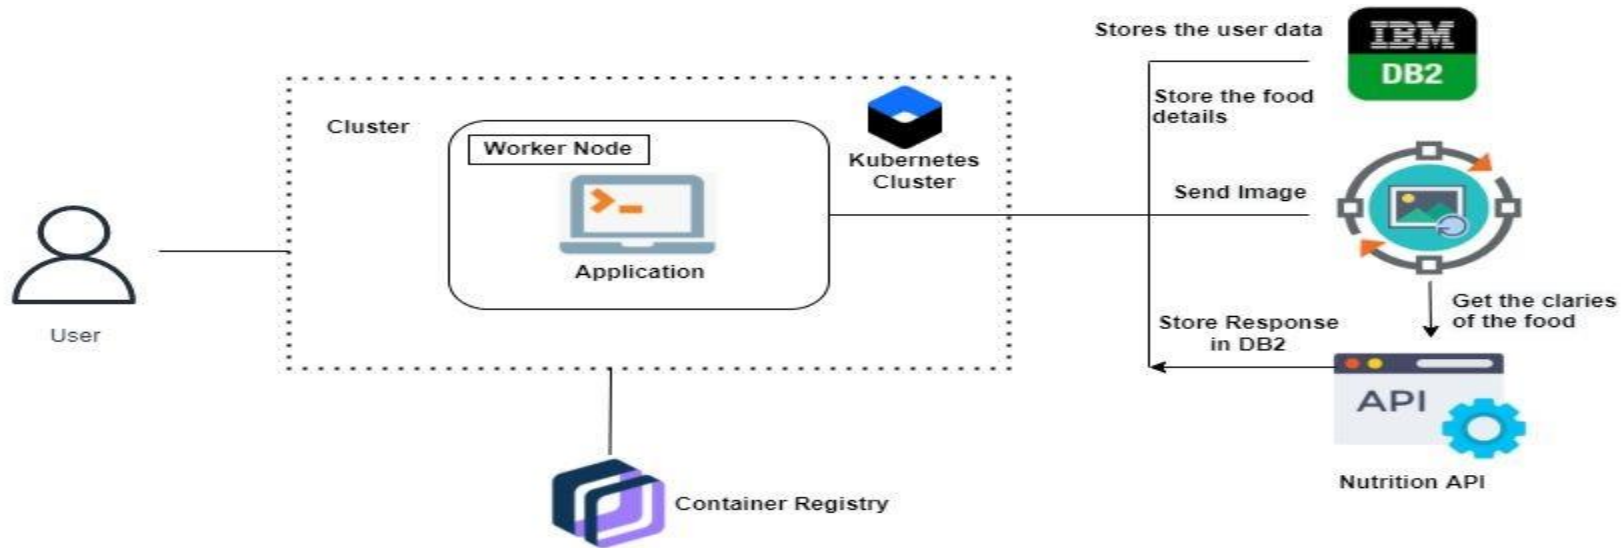 Stores the user data
IBM
DB2
Store the food
details
Cluster
Worker Node
Kubernetes
Cluster
Send Image
Application
User
Get the claries
of the food
Store Response
in DB2
API
Nutrition API
Container Registry